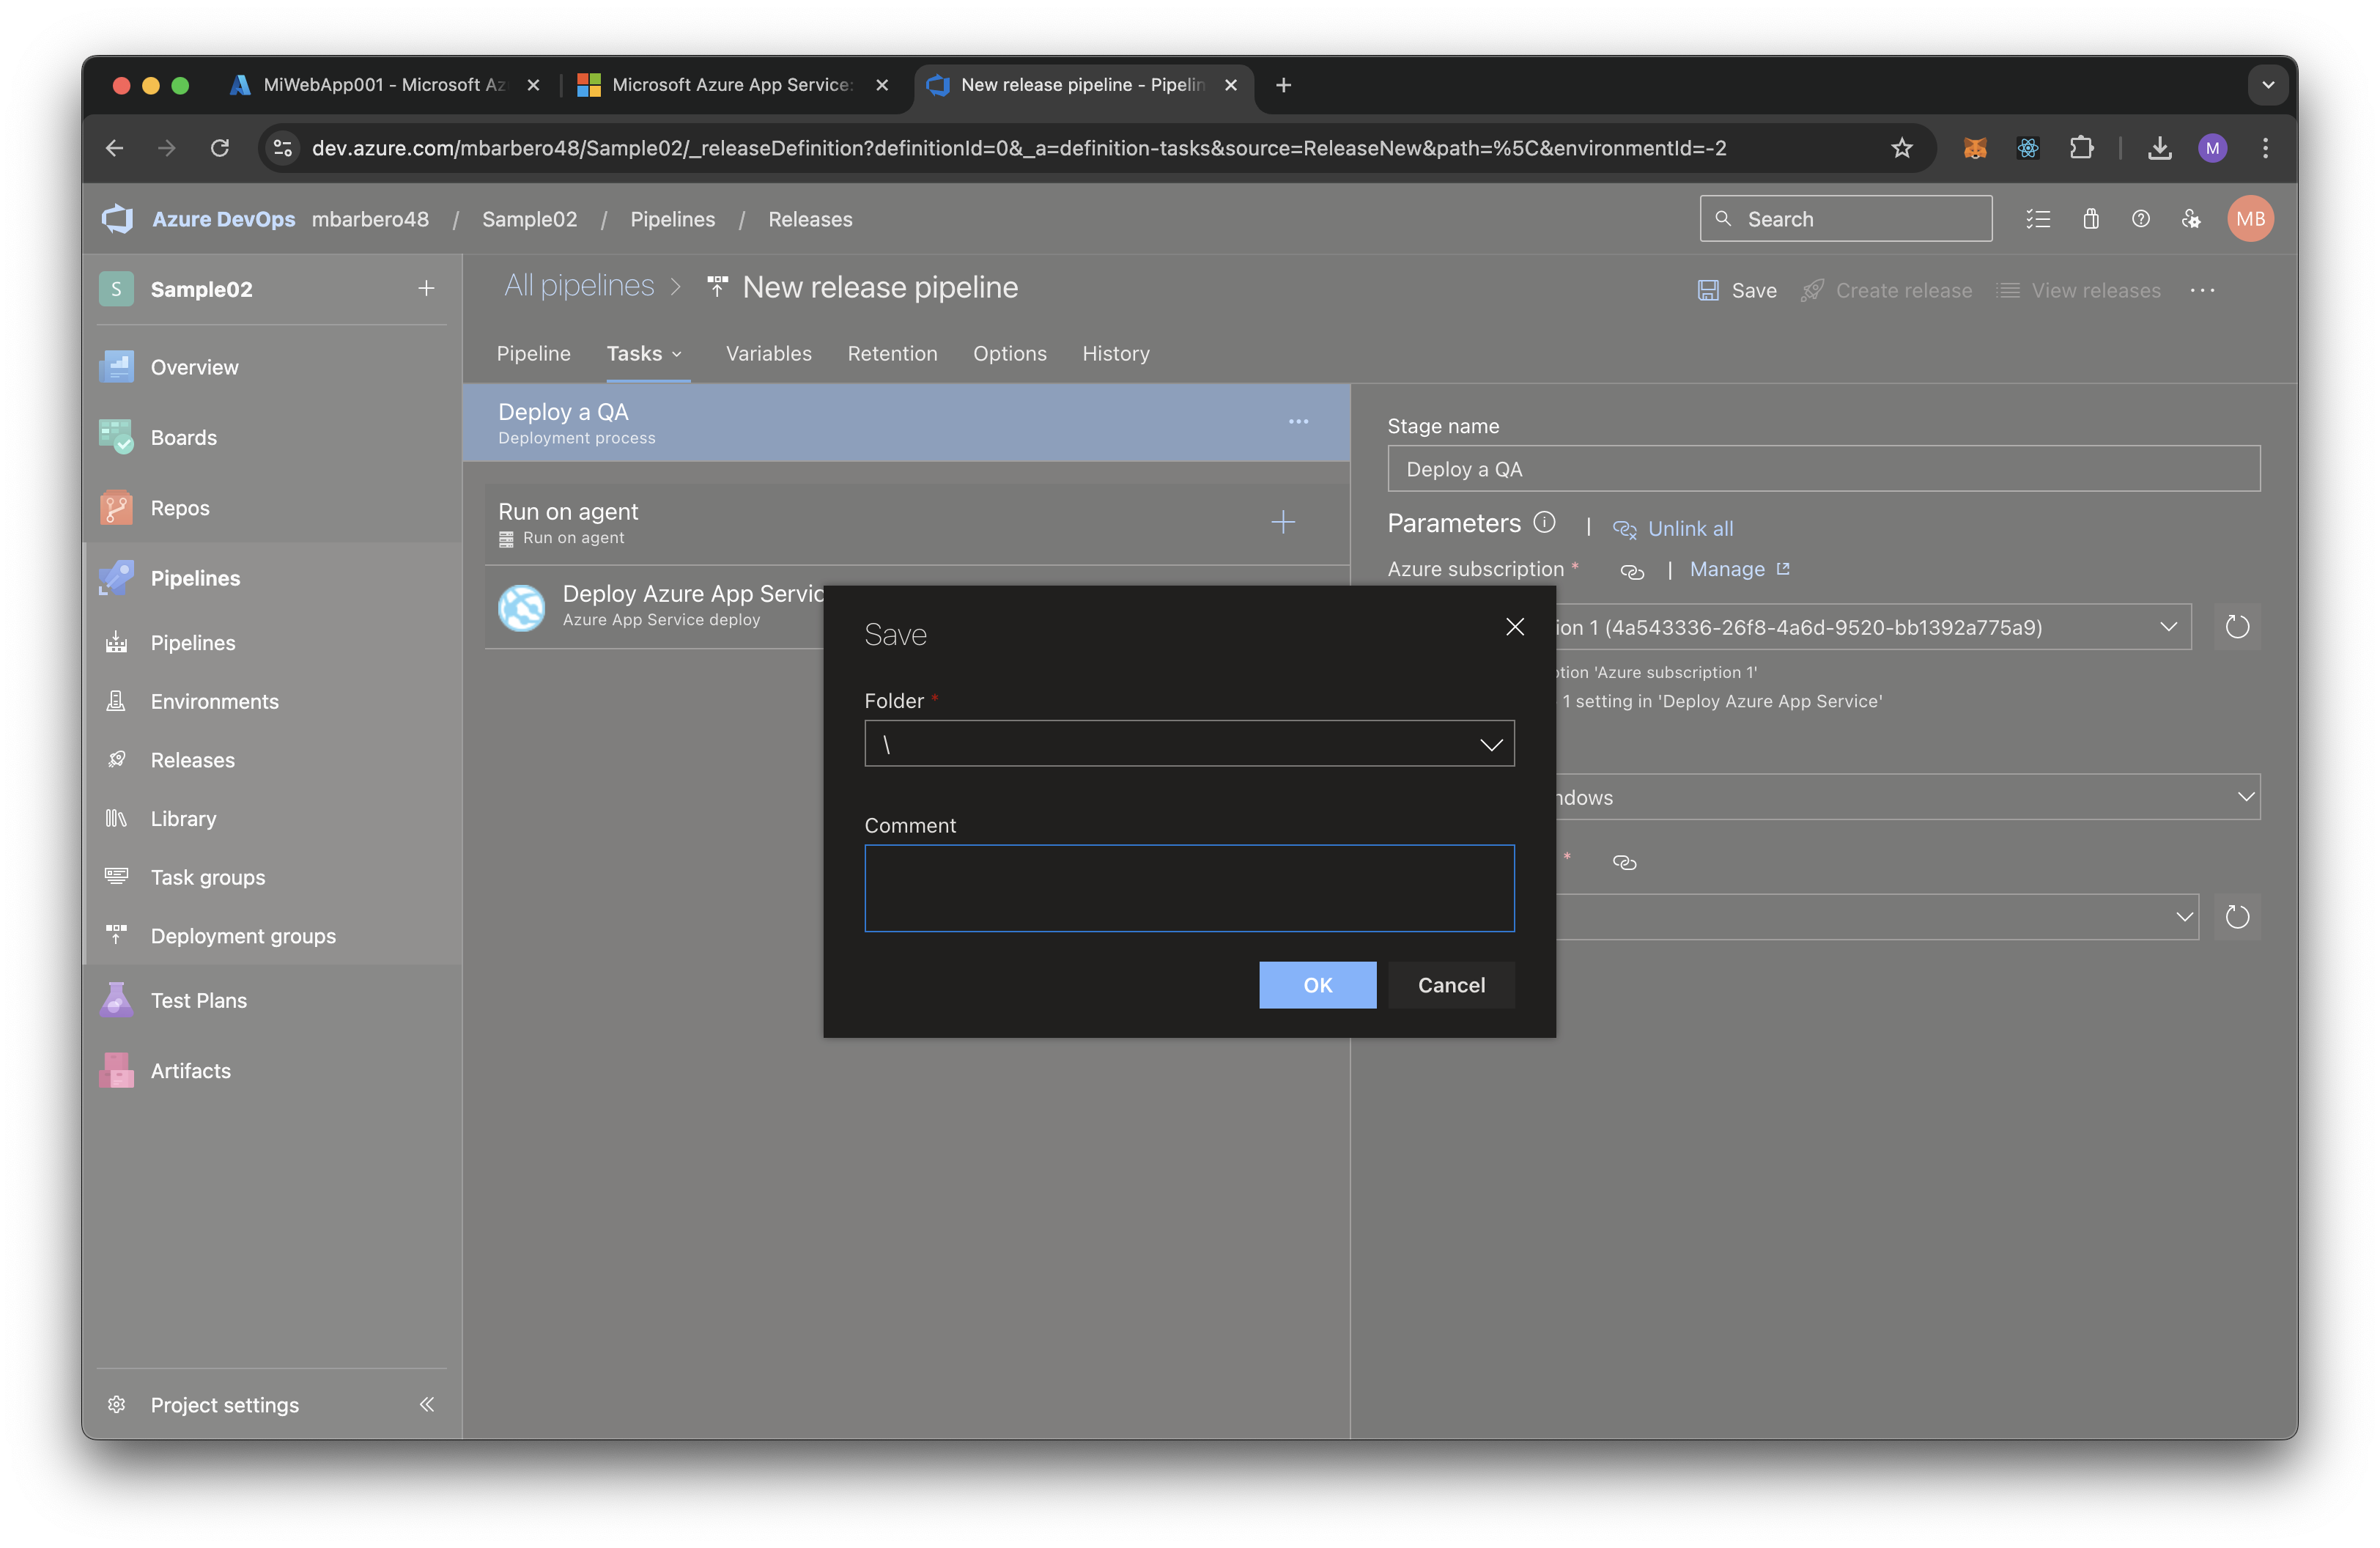 MiWebApp001 - Microsoft Az
Microsoft Azure App Service:
New release pipeline - Pipelin
dev.azure.com/mbarbero48/Sample02/_releaseDefinition?definitionId=0&_a=definition-tasks&source=ReleaseNew&path=%5C&environmentId=-2
M
Azure DevOps mbarbero48 / Sample02 / Pipelines / Releases
Search
MB
S Sample02
All pipelines > New release pipeline
Save Create release View releases ...
Pipeline Tasks Variables Retention Options History
Overview
Boards
Repos
Pipelines
Pipelines
Environments
Releases
Library
Task groups
Deployment groups
Test Plans
Artifacts
Project settings
Deploy a QA
Deployment process
Run on agent
Run on agent
Deploy Azure App Servic
Azure App Service deploy
Stage name
Deploy a QA
Parameters | Unlink all
Azure subscription * | Manage
ion 1 (4a543336-26f8-4a6d-9520-bb1392a775a9)
ption 'Azure subscription 1'
1 setting in 'Deploy Azure App Service'
ndows
*
Save
Folder *
\
Comment
OK Cancel